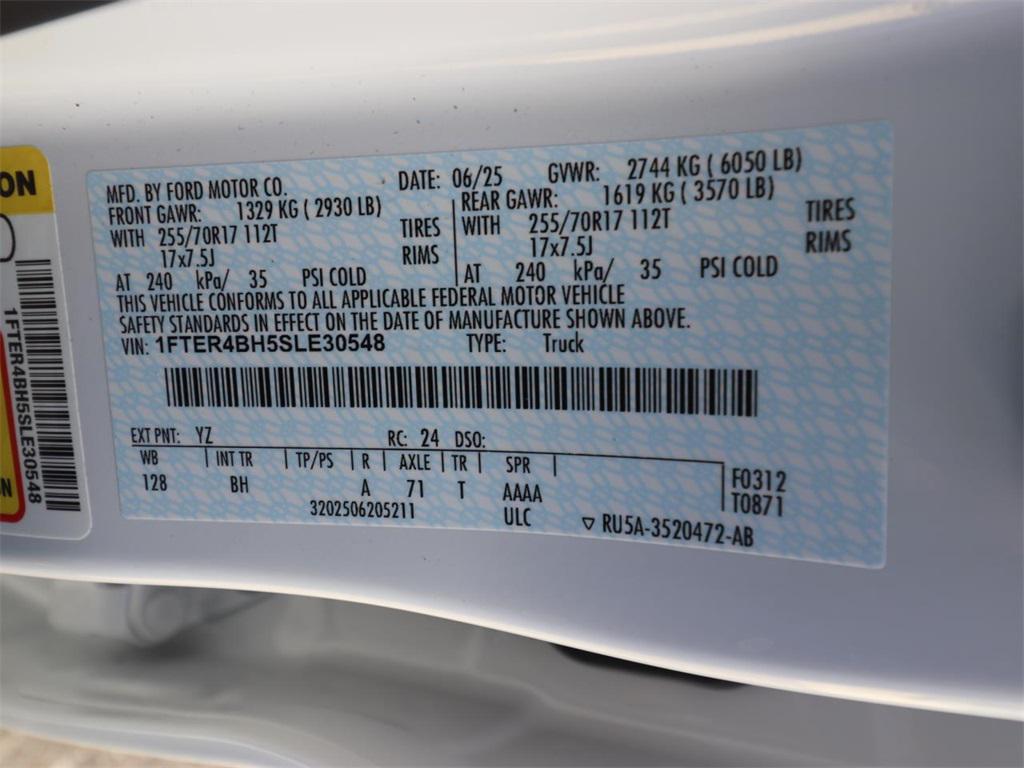 ON
1FTER4BH5SLE30548
N
MFD. BY FORD MOTOR CO. DATE: 06/25 GVWR: 2744 KG ( 6050 LB)
FRONT GAWR: 1329 KG ( 2930 LB) REAR GAWR: 1619 KG ( 3570 LB)
WITH 255/70R17 112T TIRES WITH 255/70R17 112T TIRES
17x7.5J RIMS 17x7.5J RIMS
AT 240 kPa/ 35 PSI COLD AT 240 kPa/ 35 PSI COLD
THIS VEHICLE CONFORMS TO ALL APPLICABLE FEDERAL MOTOR VEHICLE
SAFETY STANDARDS IN EFFECT ON THE DATE OF MANUFACTURE SHOWN ABOVE.
VIN: 1FTER4BH5SLE30548 TYPE: Truck
EXT PNT: YZ RC: 24 DSO:
WB INT TR TP/PS R AXLE TR SPR
128 BH A 71 T AAAA F0312
3202506205211 ULC T0871
RU5A-3520472-AB